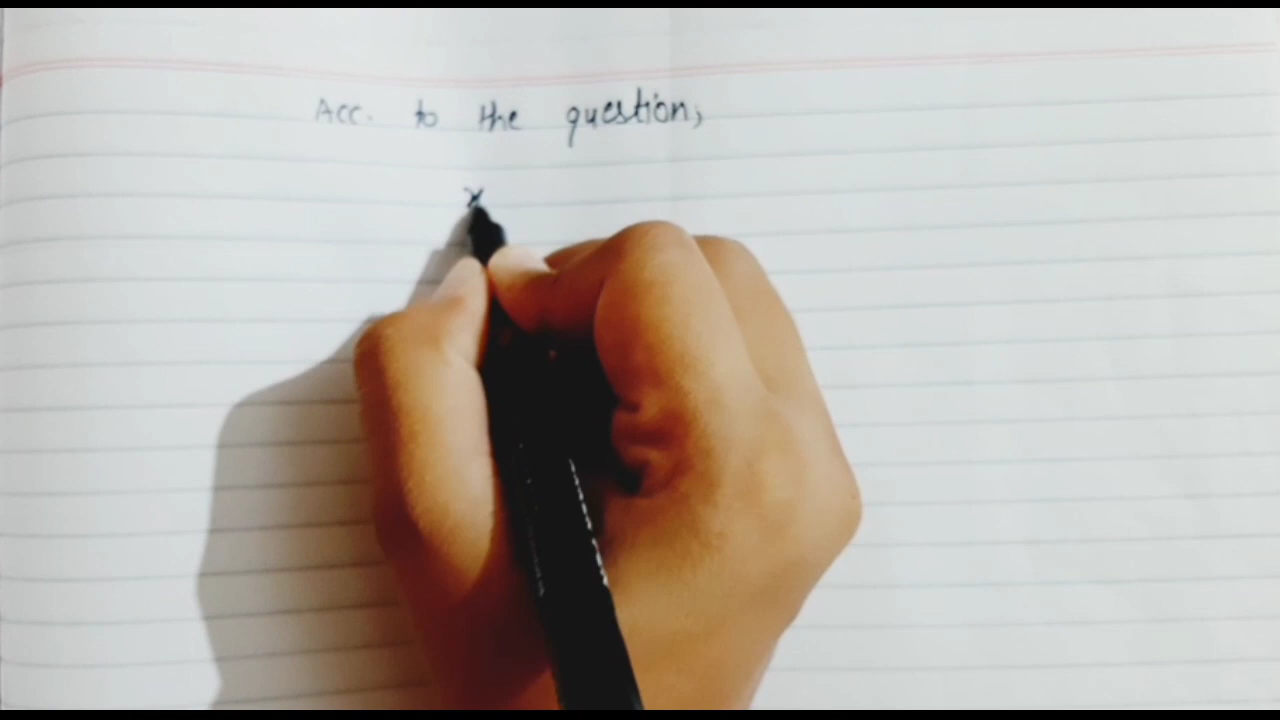 Acc. to the question,
x